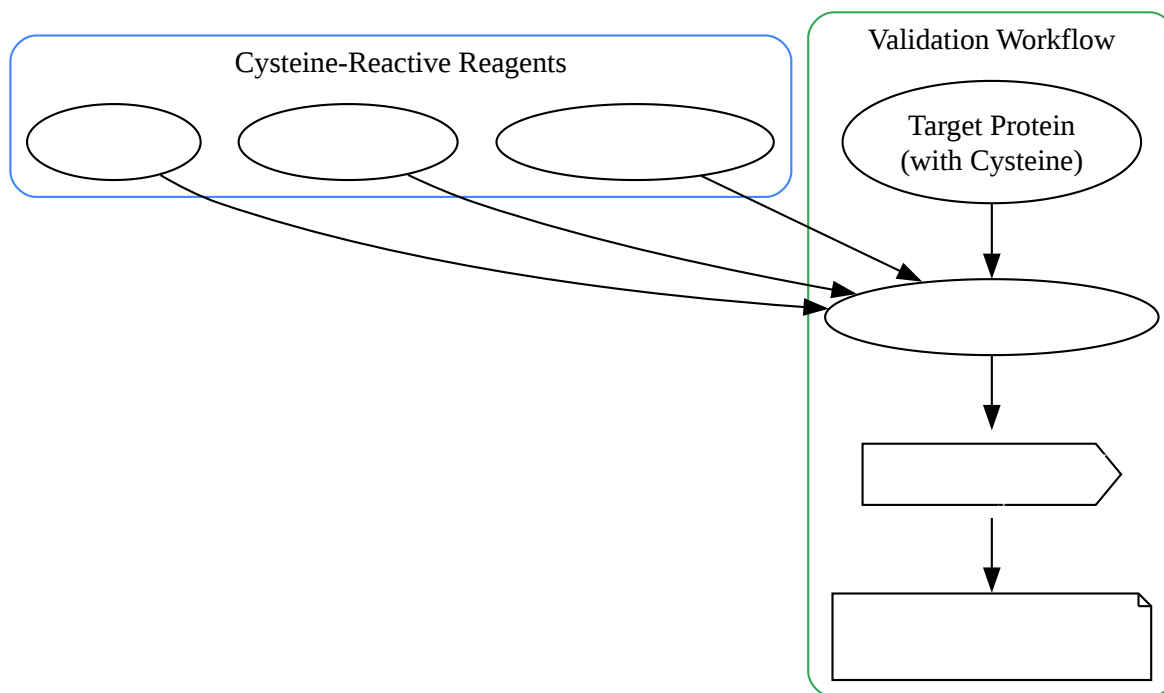 Cysteine-Reactive Reagents
Validation Workflow
Target Protein
(with Cysteine)